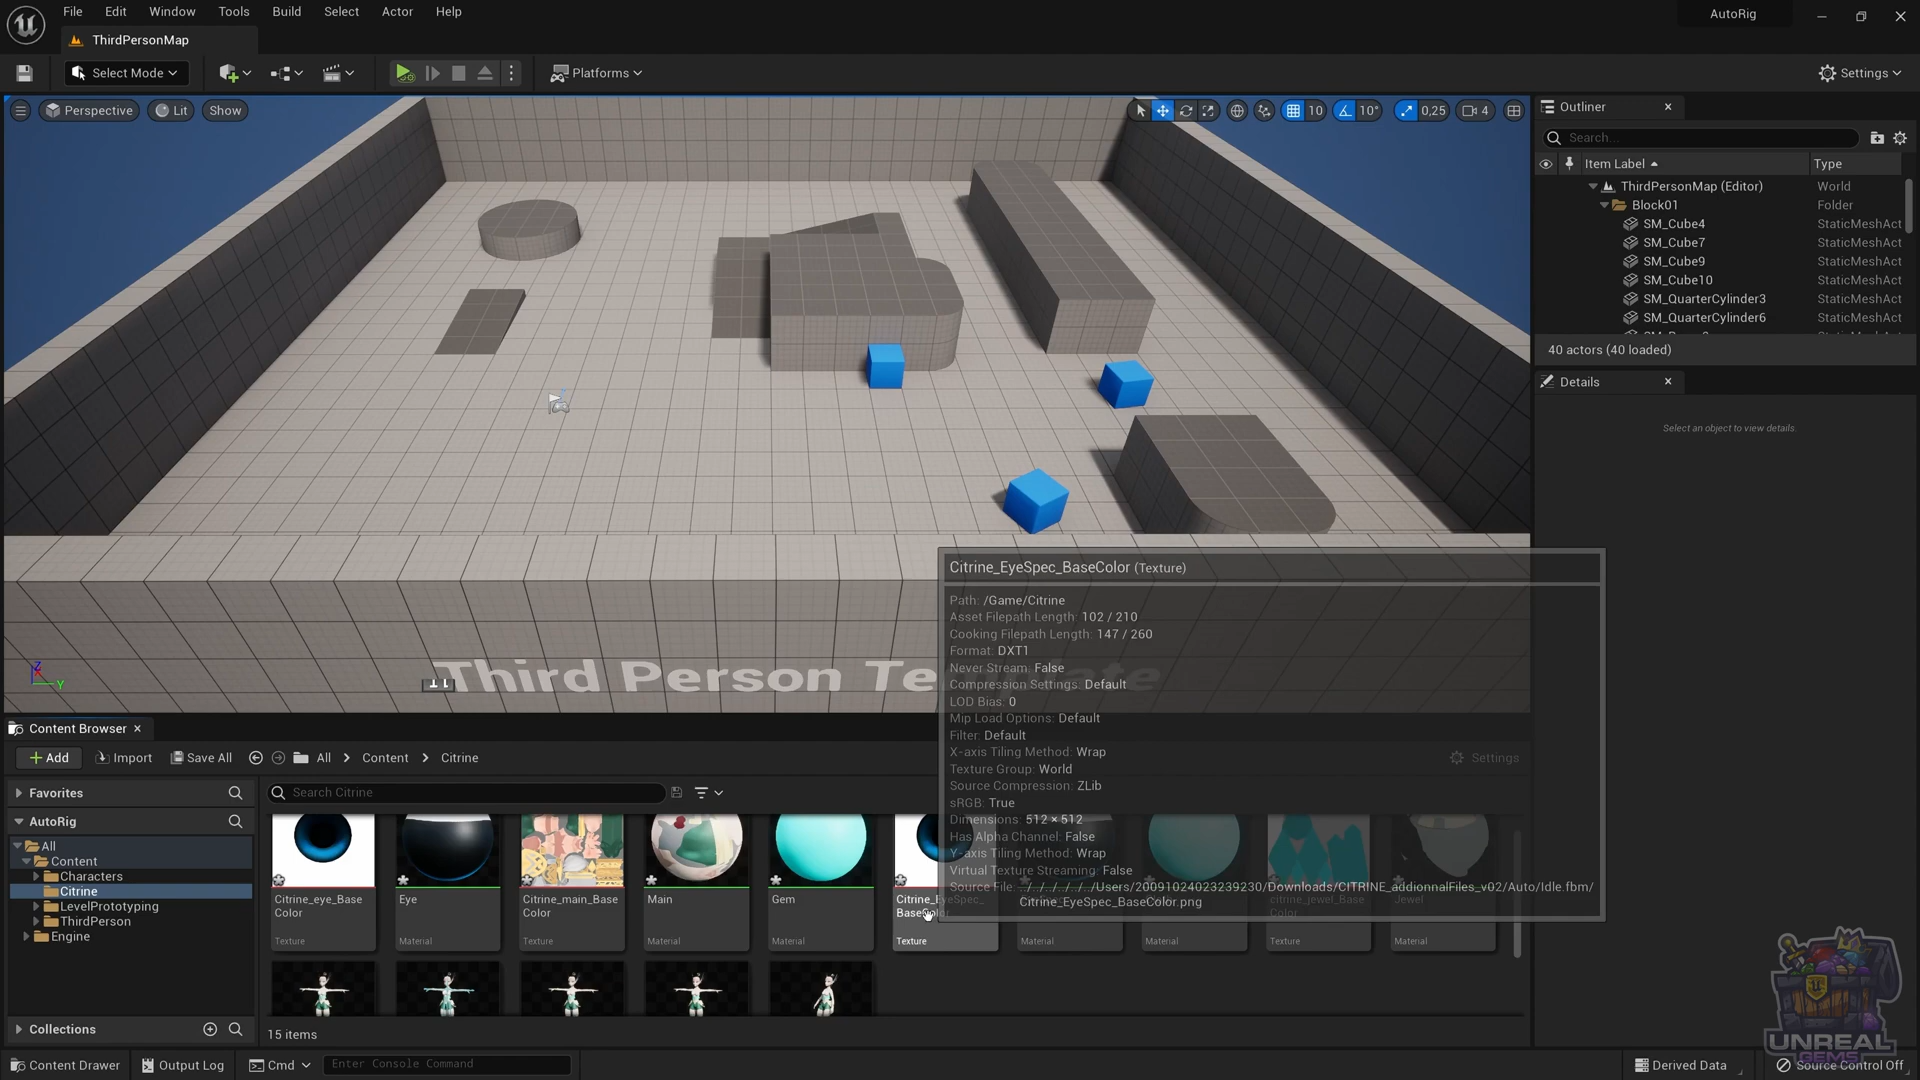 File Edit Window Tools Build Select Actor Help
AutoRig
ThirdPersonMap
Select Mode
Platforms
Settings
Perspective Lit Show
10 10° 0,25 4
Outliner
Search...
Item Label Type
ThirdPersonMap (Editor) World
Block01 Folder
SM_Cube4 StaticMeshAct
SM_Cube7 StaticMeshAct
SM_Cube9 StaticMeshAct
SM_Cube10 StaticMeshAct
SM_QuarterCylinder3 StaticMeshAct
SM_QuarterCylinder6 StaticMeshAct
40 actors (40 loaded)
Details
Select an object to view details.
Third Person Template
Z
Y
Citrine_EyeSpec_BaseColor (Texture)
Path: /Game/Citrine
Asset Filepath Length: 102 / 210
Cooking Filepath Length: 147 / 260
Format: DXT1
Never Stream: False
Compression Settings: Default
LOD Bias: 0
Mip Load Options: Default
Filter: Default
X-axis Tiling Method: Wrap
Texture Group: World
Source Compression: ZLib
sRGB: True
Dimensions: 512 × 512
Has Alpha Channel: False
Y-axis Tiling Method: Wrap
Virtual Texture Streaming: False
Source File: ../../../../../../Users/20091024023239230/Downloads/CITRINE_addionnalFiles_v02/Auto/Idle.fbm/
Citrine_EyeSpec_BaseColor.png
Content Browser
Add Import Save All All Content Citrine
Settings
Favorites
Search Citrine
AutoRig
All
Content
Characters
Citrine
LevelPrototyping
ThirdPerson
Engine
Collections
Citrine_eye_Base
Color
Texture
Eye
Material
Citrine_main_Base
Color
Texture
Main
Material
Gem
Material
Citrine_EyeSpec_
BaseColor
Texture
Material
Material
citrine_jewel_Base
Color
Texture
Jewel
Material
15 items
Content Drawer Output Log Cmd Enter Console Command
Derived Data Source Control Off
UNREAL
GEMS